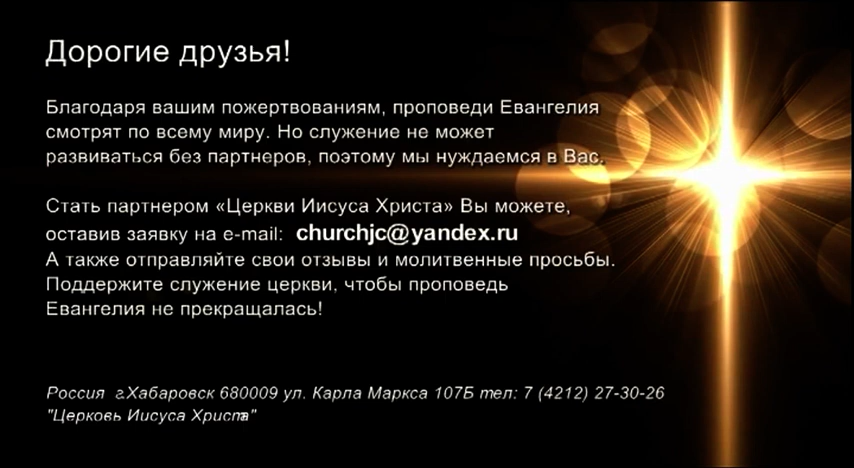 Дорогие друзья!
Благодаря вашим пожертвованиям, проповеди Евангелия
смотрят по всему миру. Но служение не может
развиваться без партнеров, поэтому мы нуждаемся в Вас.
Стать партнером «Церкви Иисуса Христа» Вы можете,
оставив заявку на e-mail: churchjc@yandex.ru
А также отправляйте свои отзывы и молитвенные просьбы.
Поддержите служение церкви, чтобы проповедь
Евангелия не прекращалась!
Россия г.Хабаровск 680009 ул. Карла Маркса 107Б тел: 7 (4212) 27-30-26
"Церковь Иисуса Христа"